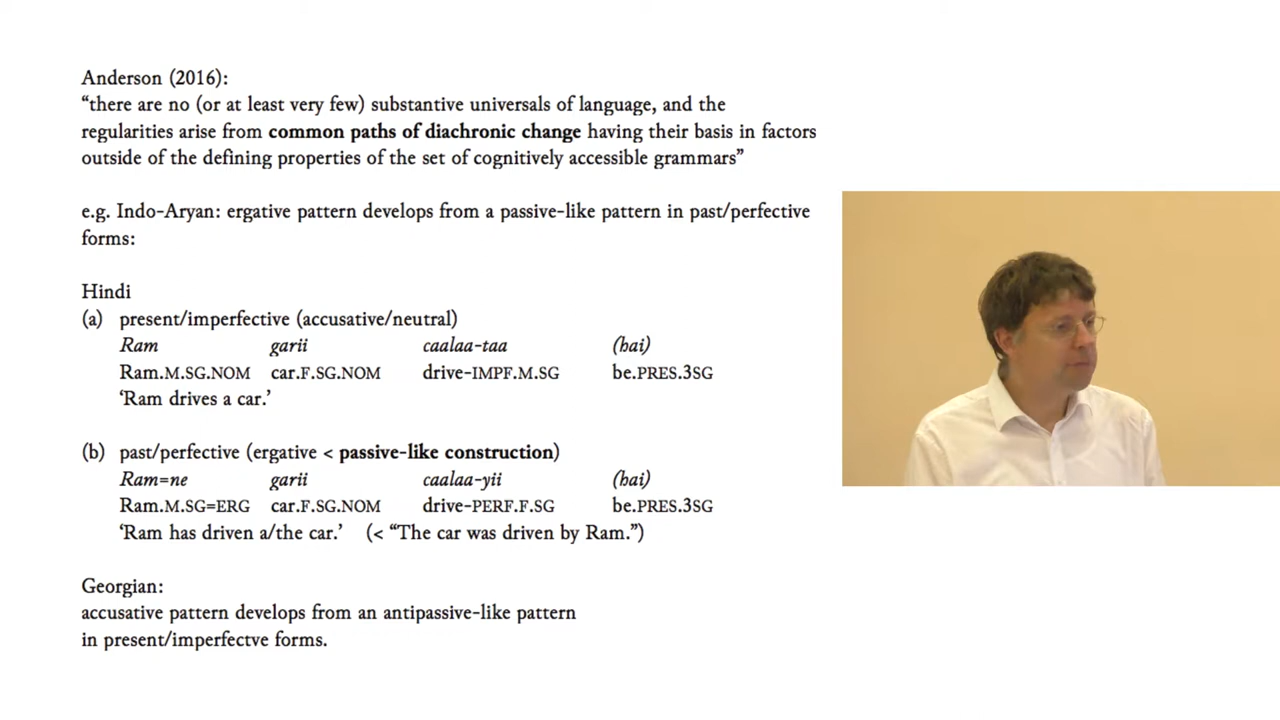 Anderson (2016):
“there are no (or at least very few) substantive universals of language, and the
regularities arise from common paths of diachronic change having their basis in factors
outside of the defining properties of the set of cognitively accessible grammars”
e.g. Indo-Aryan: ergative pattern develops from a passive-like pattern in past/perfective
forms:
Hindi
(a) present/imperfective (accusative/neutral)
Ram garii caalaa-taa (hai)
Ram.M.SG.NOM car.F.SG.NOM drive-IMPF.M.SG be.PRES.3SG
‘Ram drives a car.’
(b) past/perfective (ergative < passive-like construction)
Ram=ne garii caalaa-yii (hai)
Ram.M.SG=ERG car.F.SG.NOM drive-PERF.F.SG be.PRES.3SG
‘Ram has driven a/the car.’ (< “The car was driven by Ram.”)
Georgian:
accusative pattern develops from an antipassive-like pattern
in present/imperfectve forms.